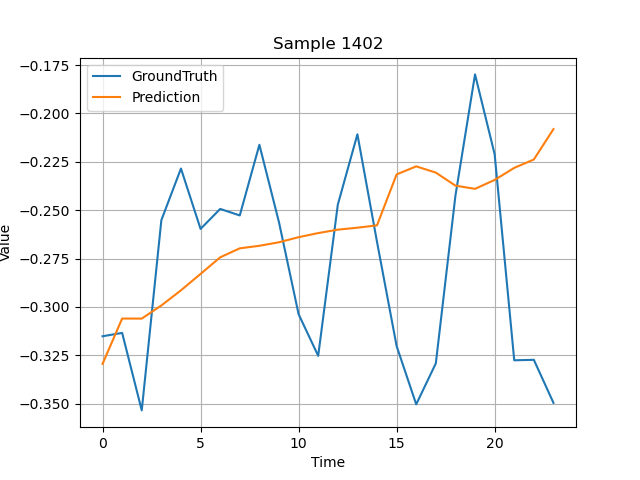 Sample 1402
GroundTruth
Prediction
−0.175
−0.200
−0.225
−0.250
−0.275
−0.300
−0.325
−0.350
Value
0 5 10 15 20
Time